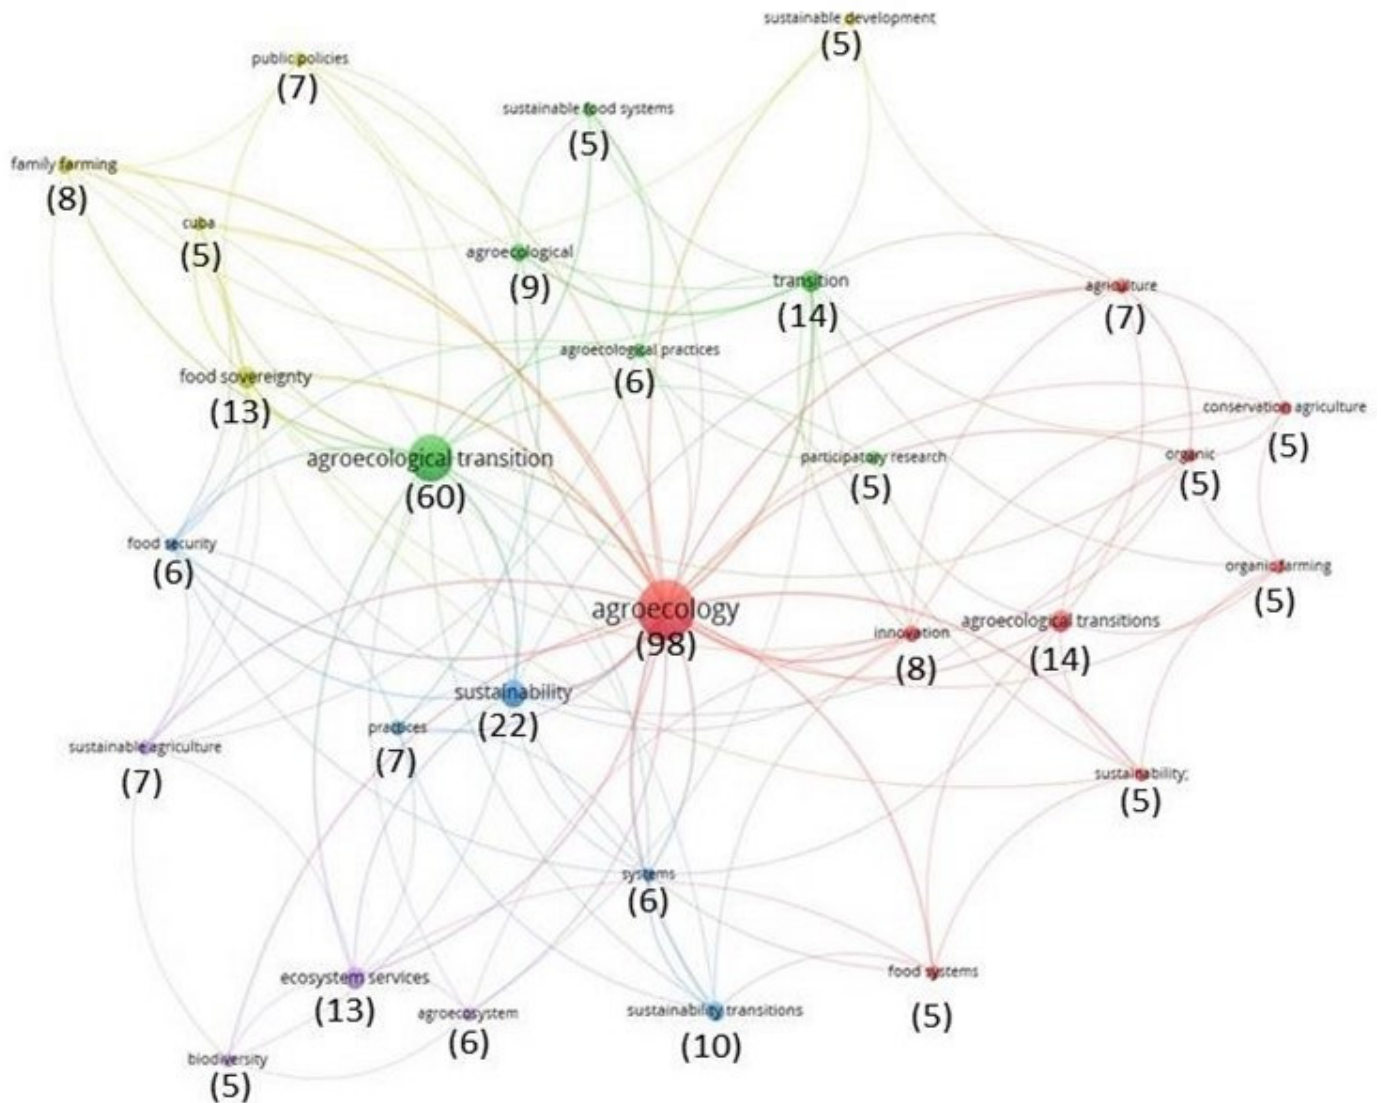 sustainable development
(5)
public policies
(7)
sustainable food systems
(5)
family farming
(8)
cuba
(5)
agroecological
(9)
transition
(14)
agriculture
(7)
agroecological practices
(6)
food sovereignty
(13)
conservation agriculture
(5)
agroecological transition
(60)
participatory research
(5)
organic
(5)
food security
(6)
organic farming
(5)
agroecology
(98)
innovation
(8)
agroecological transitions
(14)
sustainability
(22)
practices
(7)
sustainable agriculture
(7)
sustainability;
(5)
systems
(6)
ecosystem services
(13)
agroecosystem
(6)
sustainability transitions
(10)
food systems
(5)
biodiversity
(5)